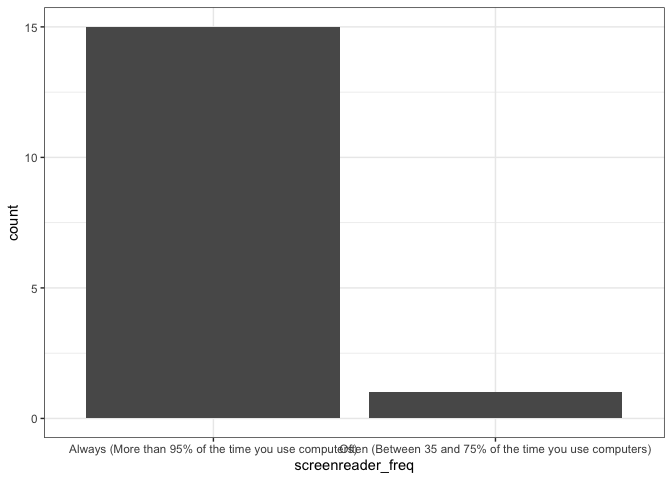 15
10
5
0
count
Always (More than 95% of the time you use computers)
Often (Between 35 and 75% of the time you use computers)
screenreader_freq